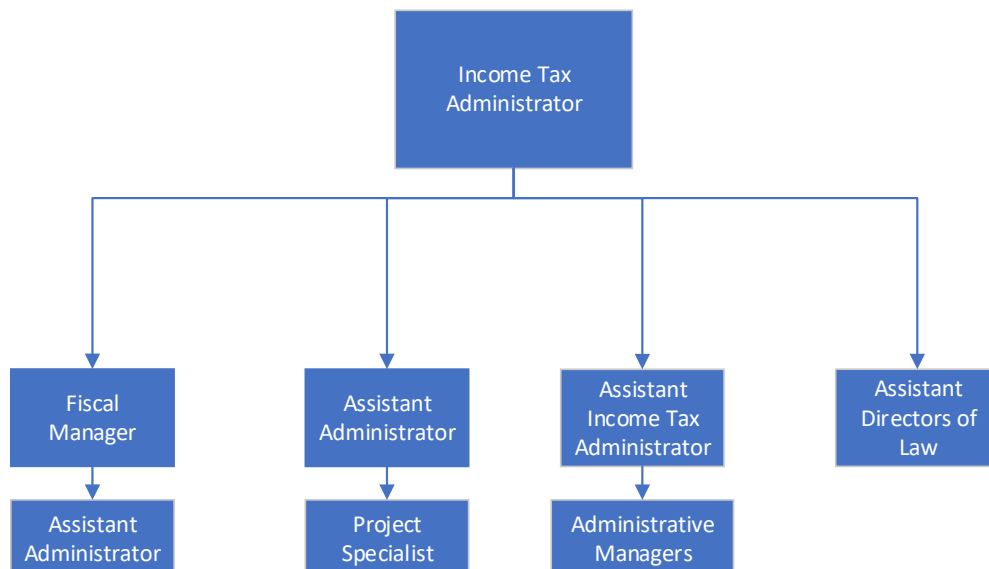 Income Tax
Administrator
Fiscal
Manager
Assistant
Administrator
Assistant
Income Tax
Administrator
Assistant
Directors of
Law
Assistant
Administrator
Project
Specialist
Administrative
Managers